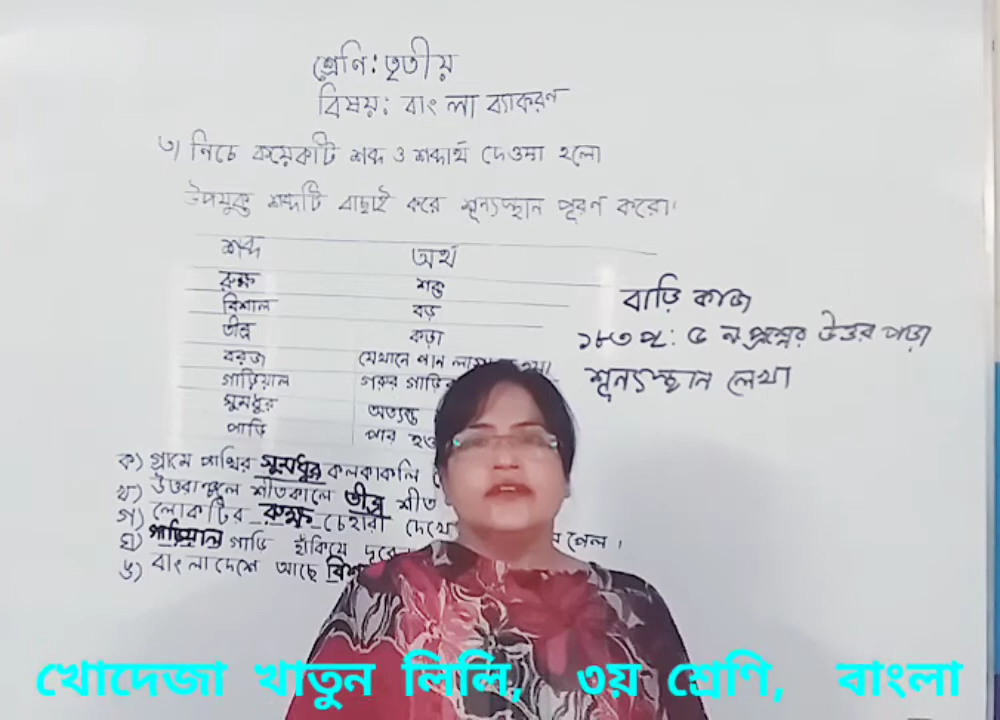 শ্রেণি: তৃতীয়
বিষয়: বাংলা ব্যাকরণ
৩) নিচে কয়েকটি শব্দ ও শব্দার্থ দেওয়া হলো
উপযুক্ত শব্দটি বাছাই করে শূন্যস্থান পূরণ করো।
শব্দ অর্থ
রুক্ষ শক্ত
বিশাল বড়
তীব্র কড়া
বরজ যেখানে পান
গাড়িয়াল গরুর গাড়ির
সুমধুর অত্যন্ত
পাড়ি পার
বাড়ি কাজ
১৮৩ পৃ: ৫ নং প্রশ্নের উত্তর পড়া
শূন্যস্থান লেখা
ক) গ্রামে পাখির সুমধুর কলকাকলি
খ) উত্তরাঞ্চলে শীতকালে তীব্র শীত
গ) লোকটির রুক্ষ চেহারা দেখে
ঘ) গাড়িয়াল গাড়ি হাঁকিয়ে দূরে গেল।
ঙ) বাংলাদেশে আছে
খোদেজা খাতুন লিলি, ৩য় শ্রেণি, বাংলা